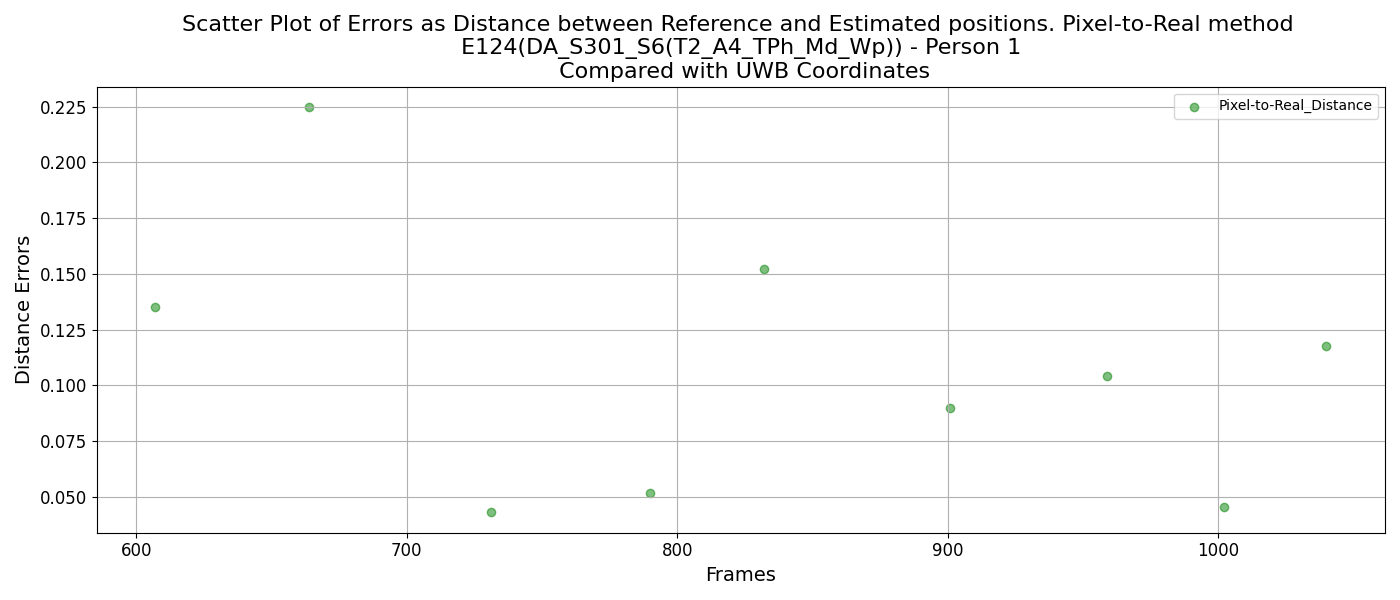 Scatter Plot of Errors as Distance between Reference and Estimated positions. Pixel-to-Real method
E124(DA_S301_S6(T2_A4_TPh_Md_Wp)) - Person 1
Compared with UWB Coordinates
Pixel-to-Real_Distance
Distance Errors
0.225
0.200
0.175
0.150
0.125
0.100
0.075
0.050
600 700 800 900 1000
Frames